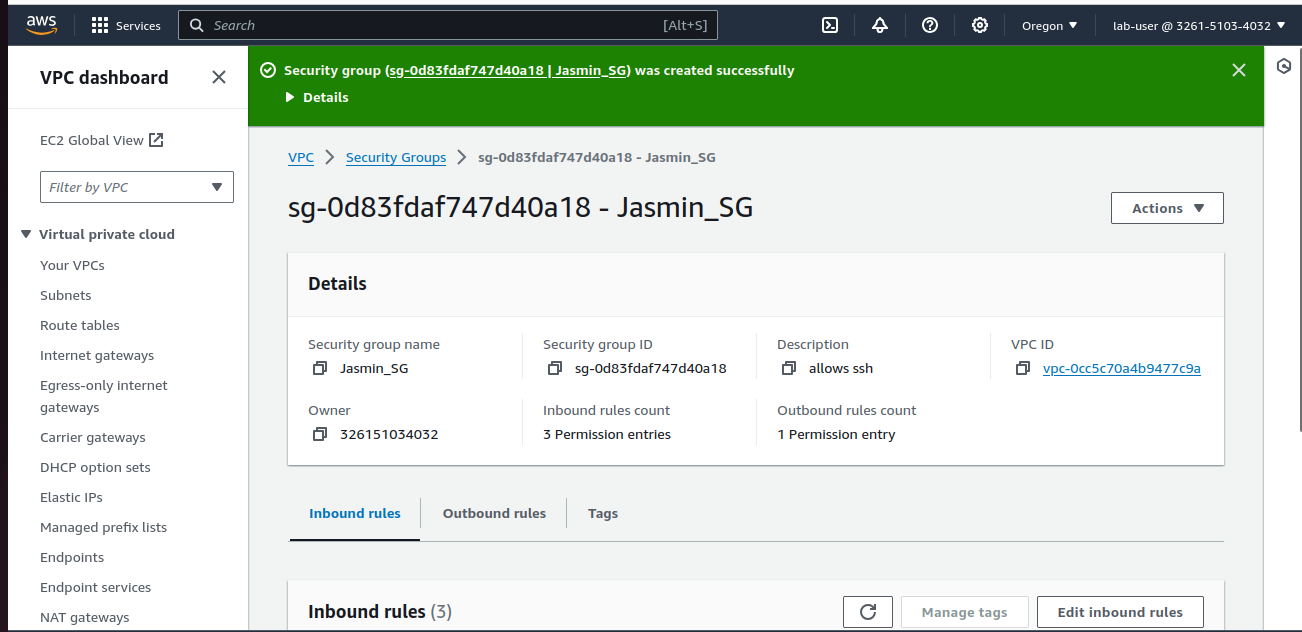 aws
Services
Search
[Alt+S]
Oregon
lab-user @ 3261-5103-4032
VPC dashboard
EC2 Global View
Filter by VPC
Virtual private cloud
Your VPCs
Subnets
Route tables
Internet gateways
Egress-only internet
gateways
Carrier gateways
DHCP option sets
Elastic IPs
Managed prefix lists
Endpoints
Endpoint services
NAT gateways
Security group (sg-0d83fdaf747d40a18 | Jasmin_SG) was created successfully
Details
VPC
Security Groups
sg-0d83fdaf747d40a18 - Jasmin_SG
sg-0d83fdaf747d40a18 - Jasmin_SG
Actions
Details
Security group name
Jasmin_SG
Security group ID
sg-0d83fdaf747d40a18
Description
allows ssh
VPC ID
vpc-0cc5c70a4b9477c9a
Owner
326151034032
Inbound rules count
3 Permission entries
Outbound rules count
1 Permission entry
Inbound rules
Outbound rules
Tags
Inbound rules (3)
Manage tags
Edit inbound rules